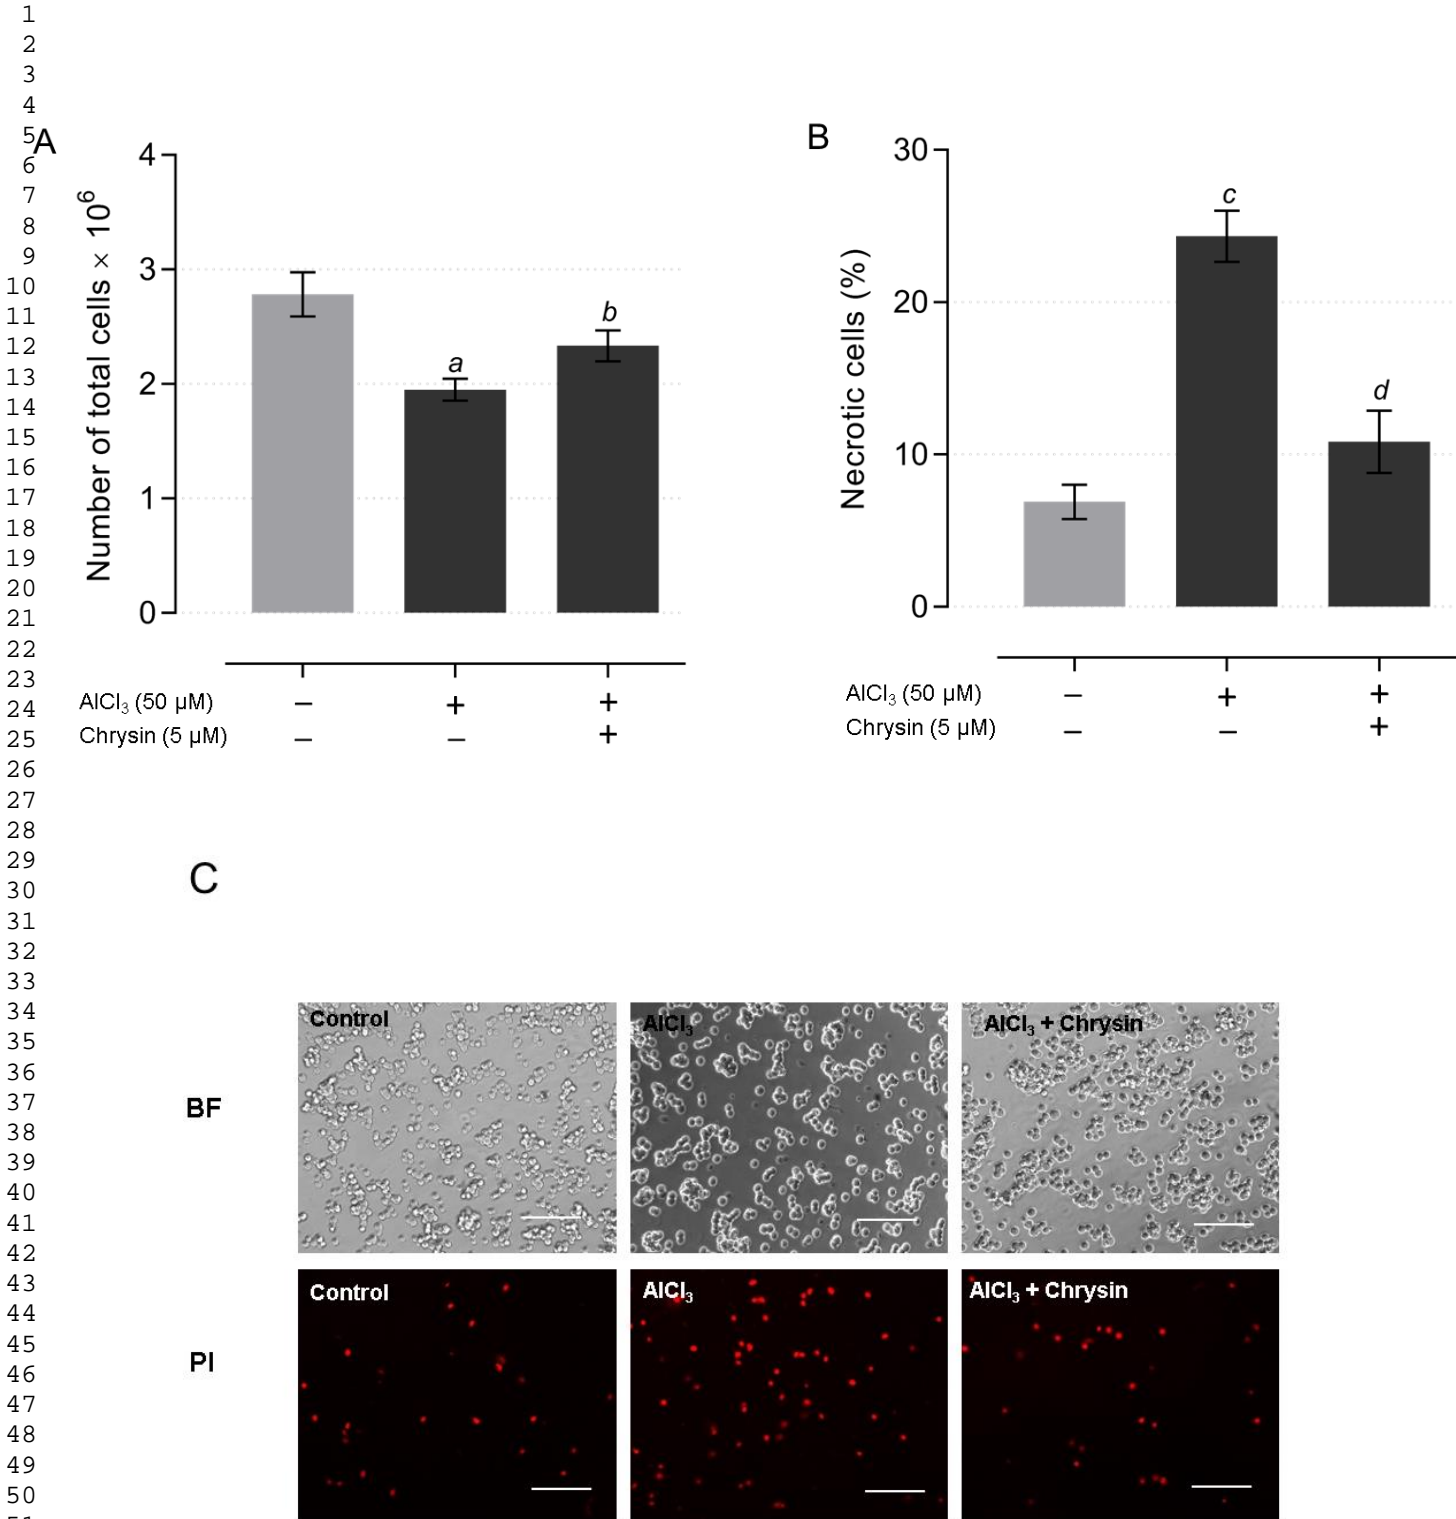 1
2
3
4
5
6
7
8
9
10
11
12
13
14
15
16
17
18
19
20
21
22
23
24
25
26
27
28
29
30
31
32
33
34
35
36
37
38
39
40
41
42
43
44
45
46
47
48
49
50
51
A
Number of total cells × 10⁶
4
3
2
1
0
a
b
AlCl₃ (50 µM) – + +
Chrysin (5 µM) – – +
B
Necrotic cells (%)
30
20
10
0
c
d
AlCl₃ (50 µM) – + +
Chrysin (5 µM) – – +
C
BF
Control
AlCl₃
AlCl₃ + Chrysin
PI
Control
AlCl₃
AlCl₃ + Chrysin